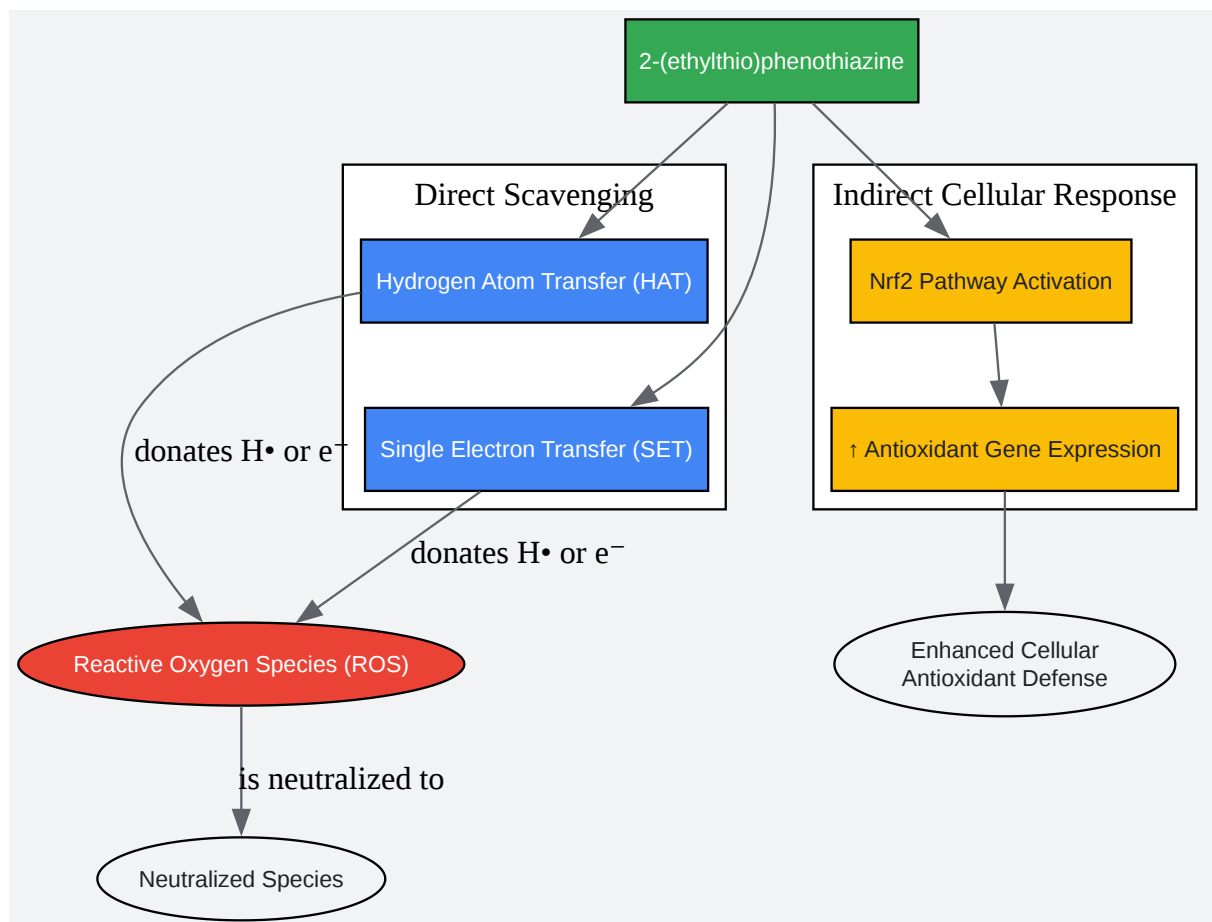 2-(ethylthio)phenothiazine
Direct Scavenging
Indirect Cellular Response
Hydrogen Atom Transfer (HAT)
Nrf2 Pathway Activation
donates H• or e⁻
Single Electron Transfer (SET)
↑ Antioxidant Gene Expression
donates H• or e⁻
Reactive Oxygen Species (ROS)
Enhanced Cellular
Antioxidant Defense
is neutralized to
Neutralized Species